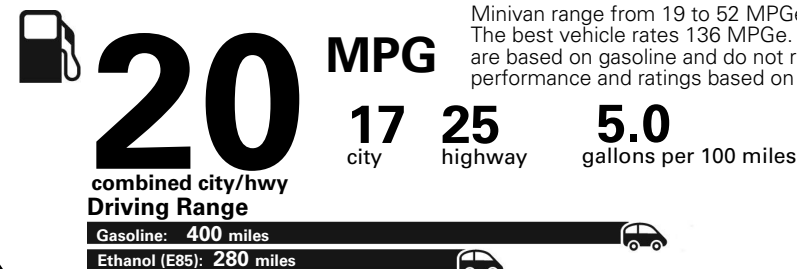 Minivan range from 19 to 52 MPGe
The best vehicle rates 136 MPGe.
are based on gasoline and do not
performance and ratings based on
20
MPG
17 city
25 highway
5.0 gallons per 100 miles
combined city/hwy
Driving Range
Gasoline: 400 miles
Ethanol (E85): 280 miles